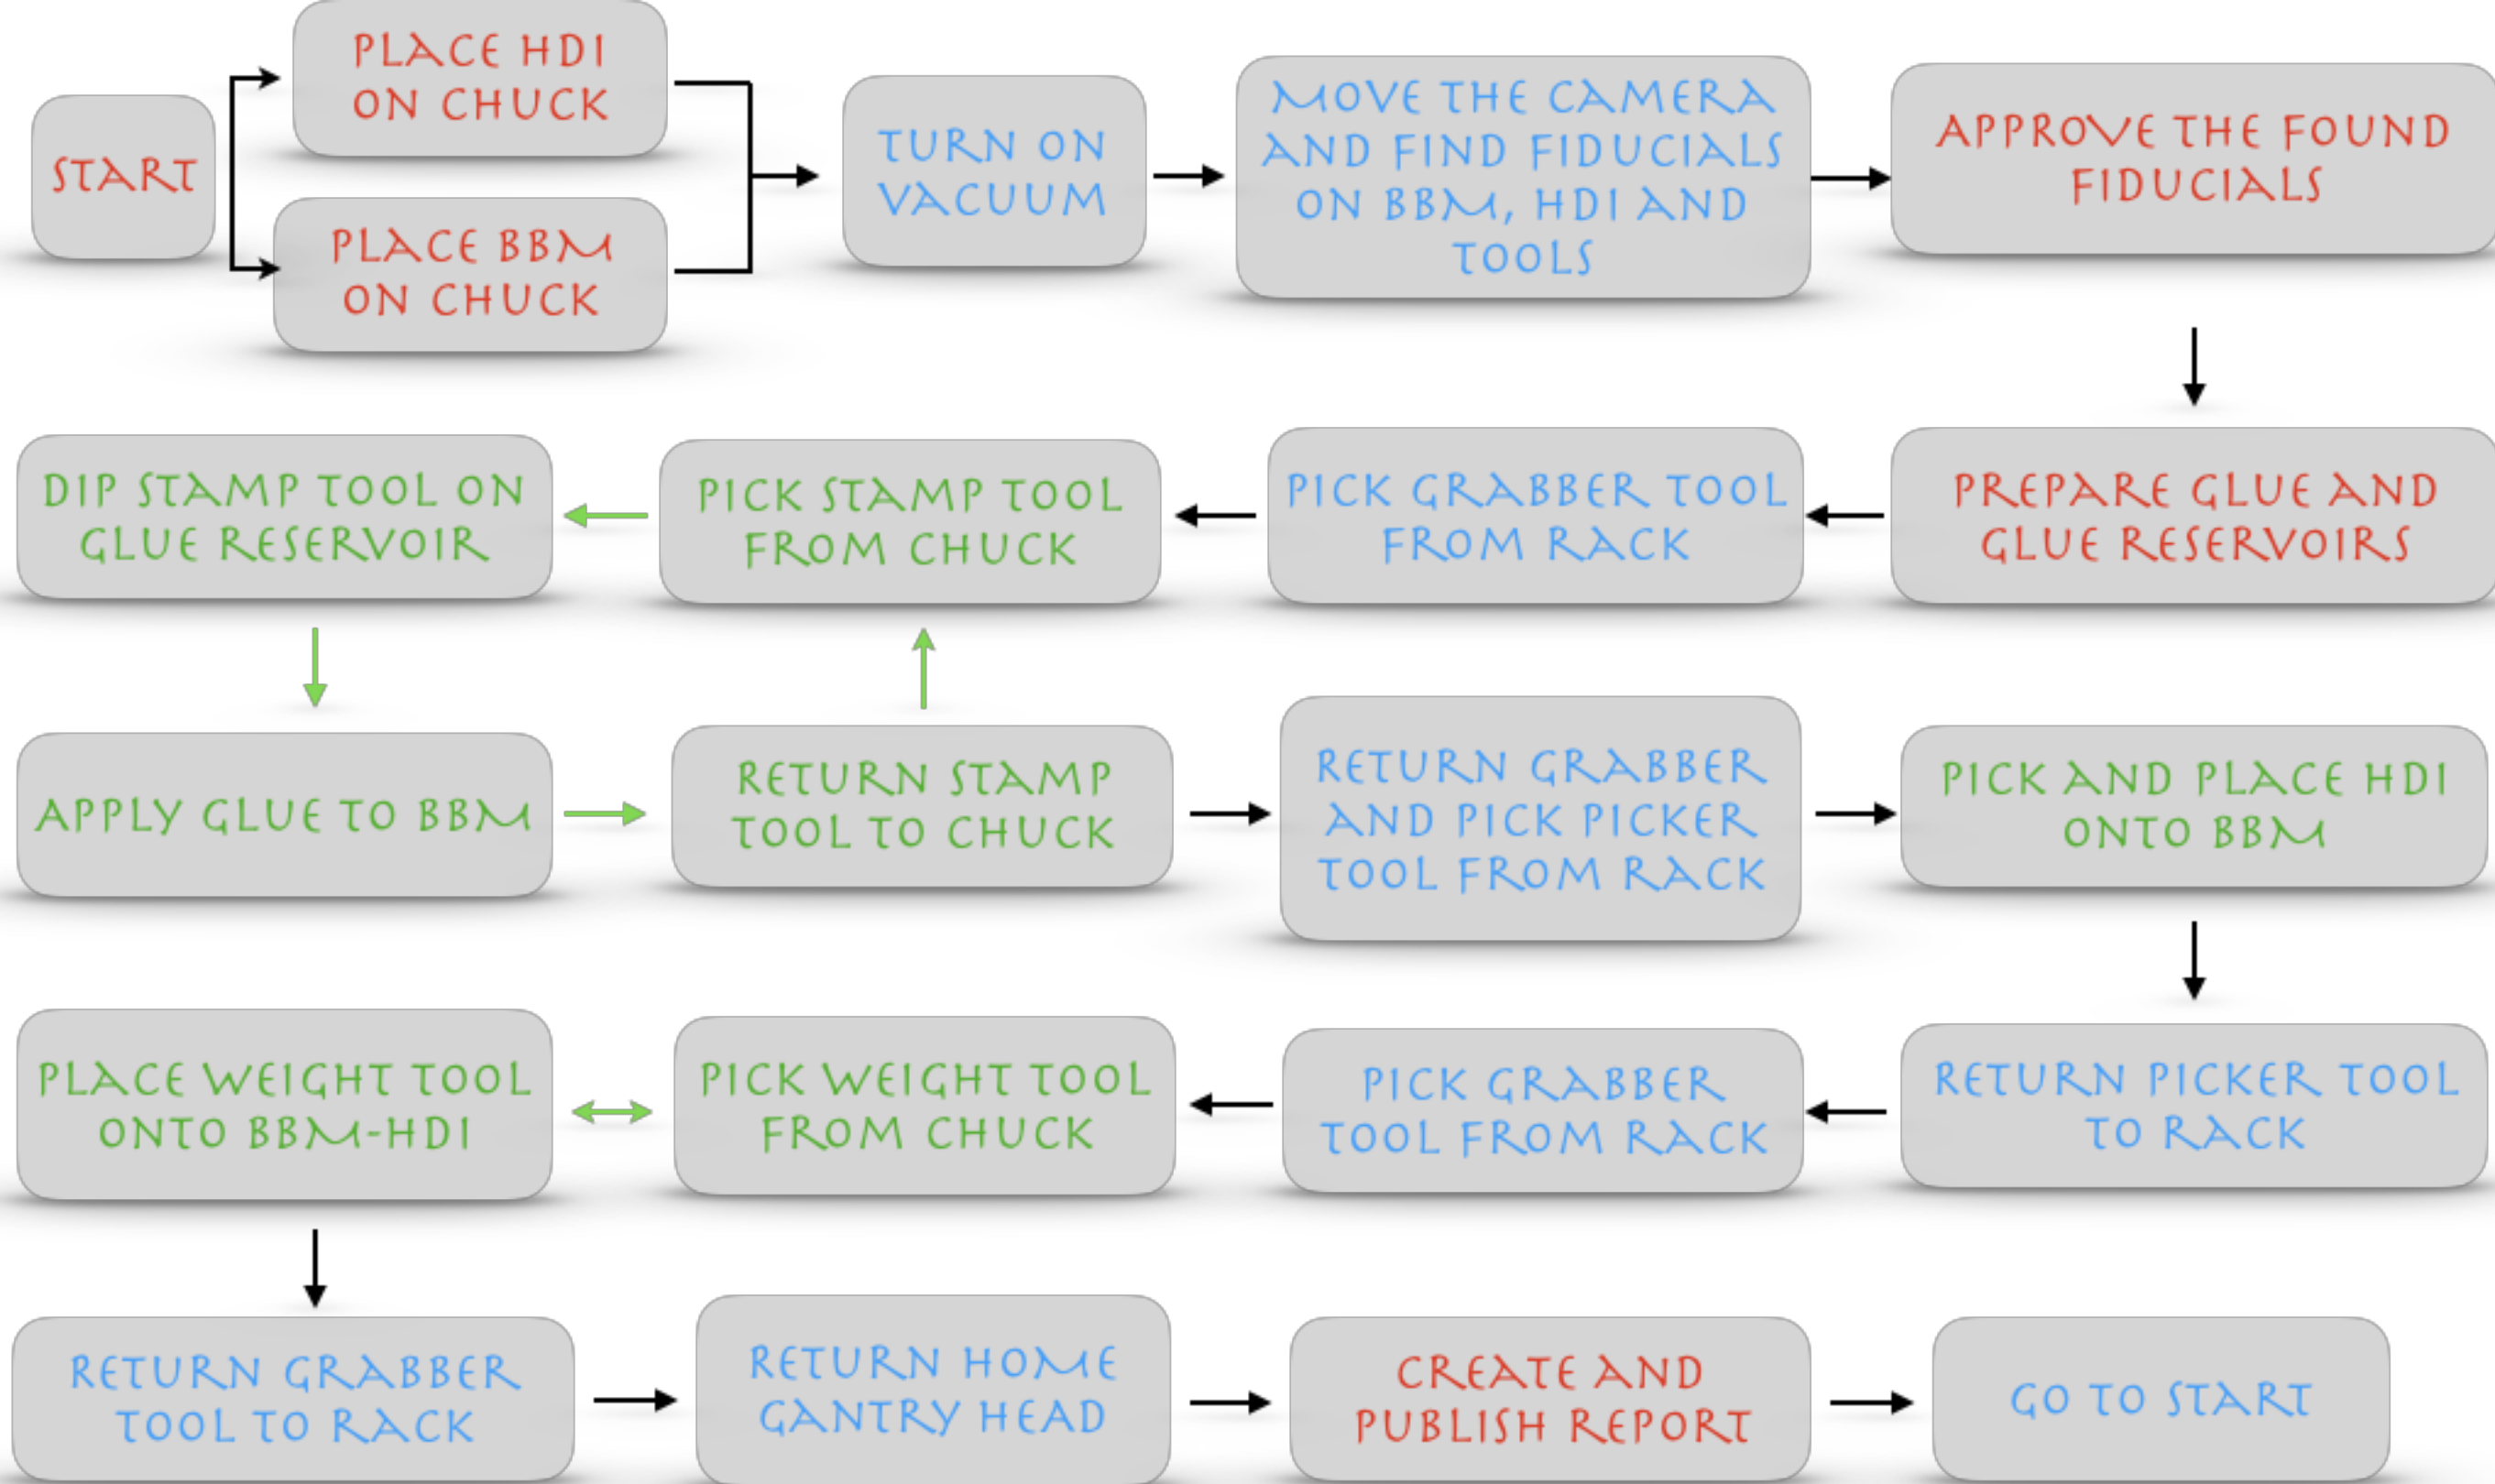 START
PLACE HDI
ON CHUCK
PLACE BBM
ON CHUCK
TURN ON
VACUUM
MOVE THE CAMERA
AND FIND FIDUCIALS
ON BBM, HDI AND
TOOLS
APPROVE THE FOUND
FIDUCIALS
PREPARE GLUE AND
GLUE RESERVOIRS
PICK GRABBER TOOL
FROM RACK
PICK STAMP TOOL
FROM CHUCK
DIP STAMP TOOL ON
GLUE RESERVOIR
APPLY GLUE TO BBM
RETURN STAMP
TOOL TO CHUCK
RETURN GRABBER
AND PICK PICKER
TOOL FROM RACK
PICK AND PLACE HDI
ONTO BBM
RETURN PICKER TOOL
TO RACK
PICK GRABBER
TOOL FROM RACK
PICK WEIGHT TOOL
FROM CHUCK
PLACE WEIGHT TOOL
ONTO BBM-HDI
RETURN GRABBER
TOOL TO RACK
RETURN HOME
GANTRY HEAD
CREATE AND
PUBLISH REPORT
GO TO START